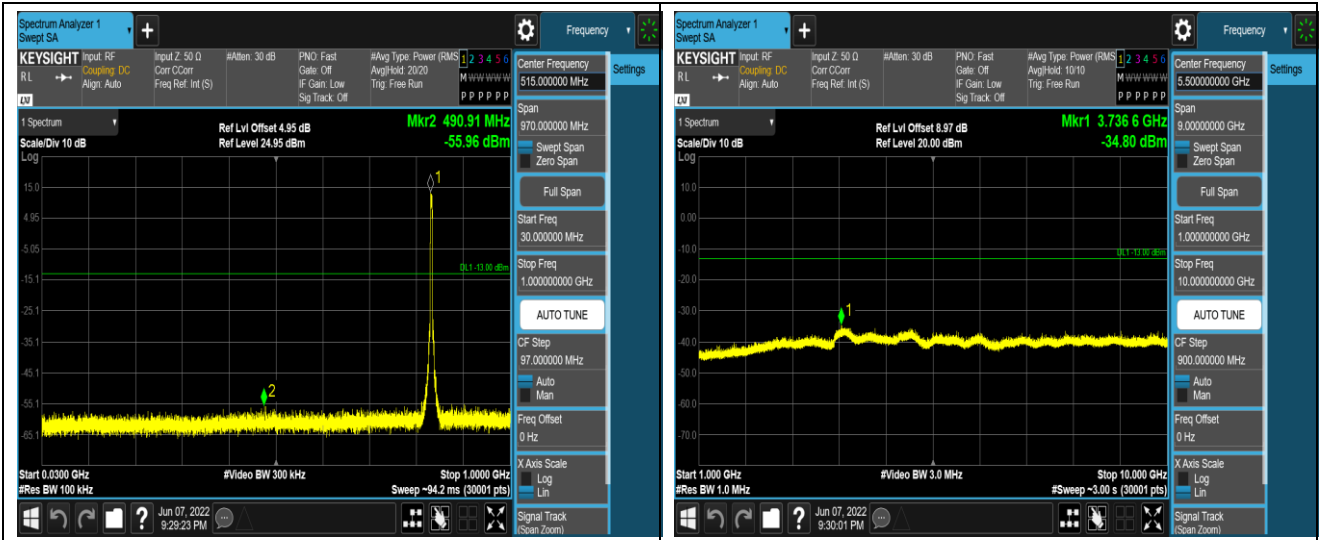 Spectrum Analyzer 1
Swept SA
+
Frequency
KEYSIGHT
RL
LXI
Input: RF
Coupling: DC
Align: Auto
Input Z: 50 Ω
Corr CCorr
Freq Ref: Int (S)
#Atten: 30 dB
PNO: Fast
Gate: Off
IF Gain: Low
Sig Track: Off
#Avg Type: Power (RMS
Avg|Hold: 20/20
Trig: Free Run
1 2 3 4 5 6
M W W W W W
P P P P P P
Center Frequency
515.000000 MHz
Settings
1 Spectrum
Scale/Div 10 dB
Log
Ref Lvl Offset 4.95 dB
Ref Level 24.95 dBm
Mkr2 490.91 MHz
-55.96 dBm
Span
970.000000 MHz
Swept Span
Zero Span
Full Span
Start Freq
30.000000 MHz
Stop Freq
1.000000000 GHz
AUTO TUNE
CF Step
97.000000 MHz
Auto
Man
Freq Offset
0 Hz
X Axis Scale
Log
Lin
Signal Track
(Span Zoom)
1
15.0
4.95
-5.05
DL1 -13.00 dBm
-15.1
-25.1
-35.1
-45.1
2
-55.1
-65.1
Start 0.0300 GHz
#Video BW 300 kHz
Stop 1.0000 GHz
#Res BW 100 kHz
Sweep ~94.2 ms (30001 pts)
?
Jun 07, 2022
9:29:23 PM
Spectrum Analyzer 1
Swept SA
+
Frequency
KEYSIGHT
RL
LXI
Input: RF
Coupling: DC
Align: Auto
Input Z: 50 Ω
Corr CCorr
Freq Ref: Int (S)
#Atten: 30 dB
PNO: Fast
Gate: Off
IF Gain: Low
Sig Track: Off
#Avg Type: Power (RMS
Avg|Hold: 10/10
Trig: Free Run
1 2 3 4 5 6
M W W W W W
P P P P P P
Center Frequency
5.500000000 GHz
Settings
1 Spectrum
Scale/Div 10 dB
Log
Ref Lvl Offset 8.97 dB
Ref Level 20.00 dBm
Mkr1 3.736 6 GHz
-34.80 dBm
Span
9.00000000 GHz
Swept Span
Zero Span
Full Span
Start Freq
1.000000000 GHz
Stop Freq
10.000000000 GHz
AUTO TUNE
CF Step
900.000000 MHz
Auto
Man
Freq Offset
0 Hz
X Axis Scale
Log
Lin
Signal Track
(Span Zoom)
10.0
0.00
-10.0
DL1 -13.00 dBm
-20.0
-30.0
1
-40.0
-50.0
-60.0
-70.0
Start 1.000 GHz
#Video BW 3.0 MHz
Stop 10.000 GHz
#Res BW 1.0 MHz
#Sweep ~3.00 s (30001 pts)
?
Jun 07, 2022
9:30:01 PM